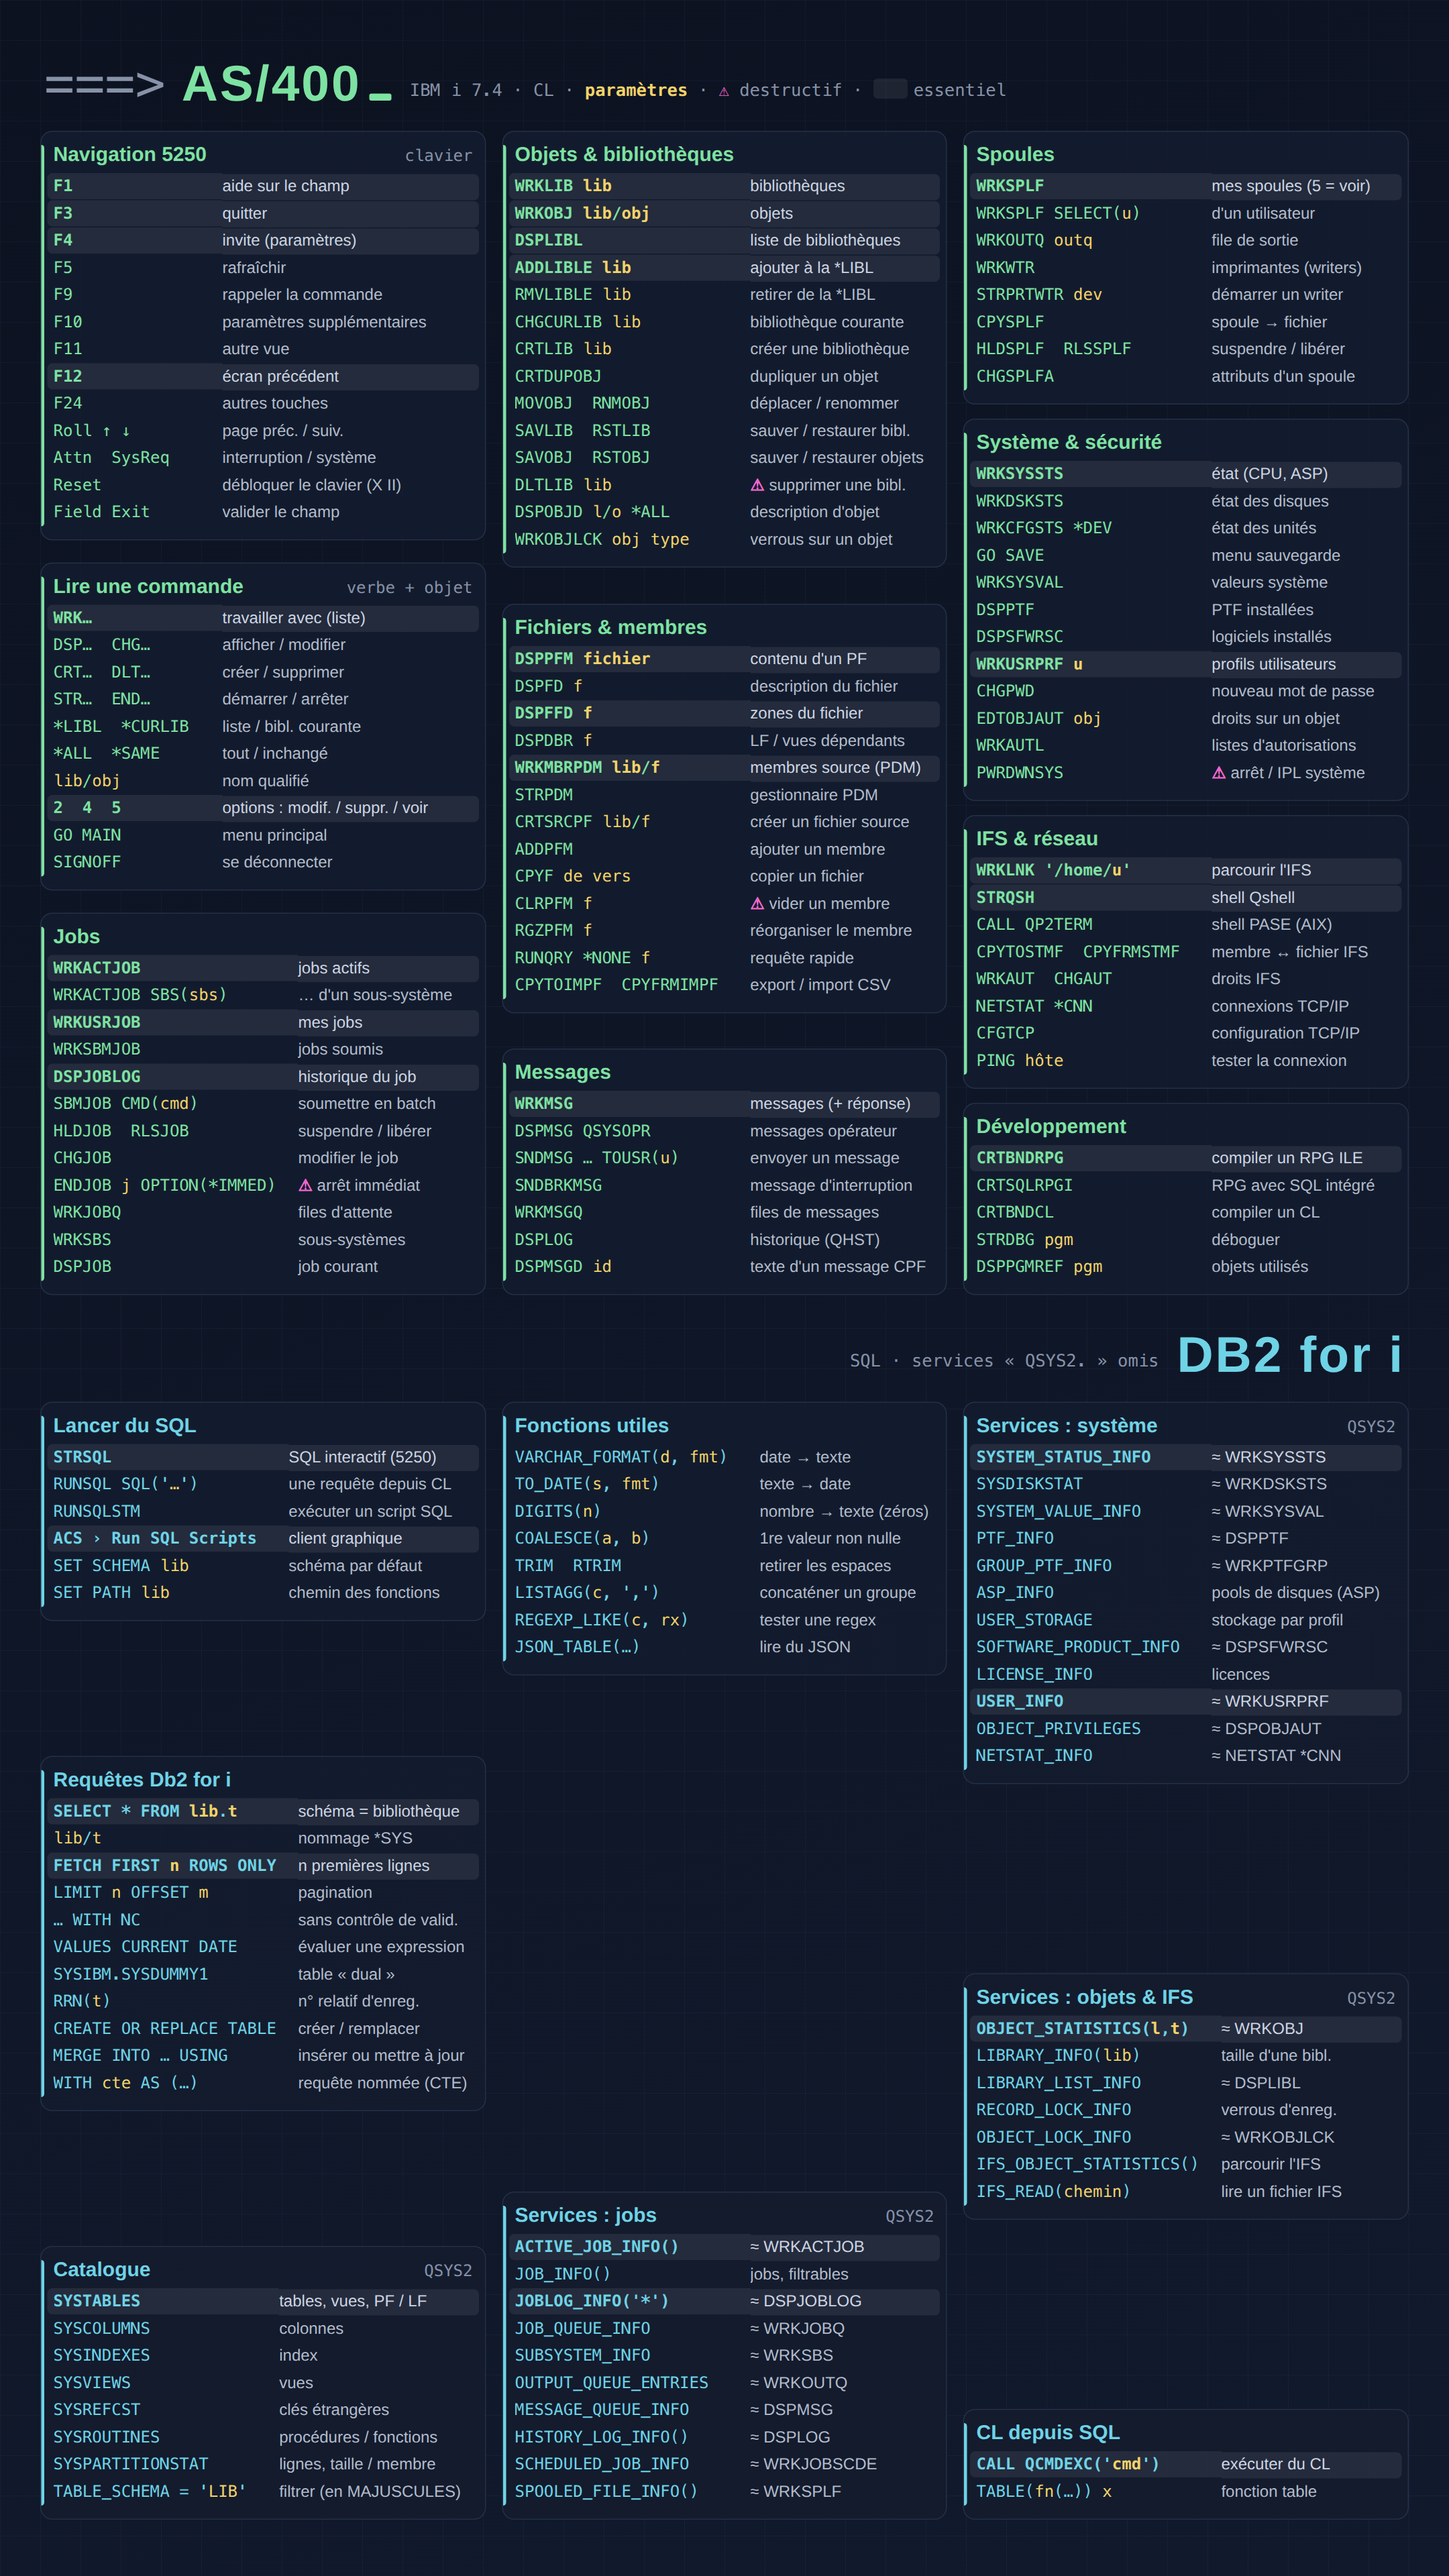 ===> AS/400_ IBM i 7.4 · CL · paramètres · ⚠ destructif · essentiel
Navigation 5250 clavier
F1 aide sur le champ
F3 quitter
F4 invite (paramètres)
F5 rafraîchir
F9 rappeler la commande
F10 paramètres supplémentaires
F11 autre vue
F12 écran précédent
F24 autres touches
Roll ↑ ↓ page préc. / suiv.
Attn SysReq interruption / système
Reset débloquer le clavier (X II)
Field Exit valider le champ
Lire une commande verbe + objet
WRK… travailler avec (liste)
DSP… CHG… afficher / modifier
CRT… DLT… créer / supprimer
STR… END… démarrer / arrêter
*LIBL *CURLIB liste / bibl. courante
*ALL *SAME tout / inchangé
lib/obj nom qualifié
2 4 5 options : modif. / suppr. / voir
GO MAIN menu principal
SIGNOFF se déconnecter
Jobs
WRKACTJOB jobs actifs
WRKACTJOB SBS(sbs) … d'un sous-système
WRKUSRJOB mes jobs
WRKSBMJOB jobs soumis
DSPJOBLOG historique du job
SBMJOB CMD(cmd) soumettre en batch
HLDJOB RLSJOB suspendre / libérer
CHGJOB modifier le job
ENDJOB j OPTION(*IMMED) ⚠ arrêt immédiat
WRKJOBQ files d'attente
WRKSBS sous-systèmes
DSPJOB job courant
Objets & bibliothèques
WRKLIB lib bibliothèques
WRKOBJ lib/obj objets
DSPLIBL liste de bibliothèques
ADDLIBLE lib ajouter à la *LIBL
RMVLIBLE lib retirer de la *LIBL
CHGCURLIB lib bibliothèque courante
CRTLIB lib créer une bibliothèque
CRTDUPOBJ dupliquer un objet
MOVOBJ RNMOBJ déplacer / renommer
SAVLIB RSTLIB sauver / restaurer bibl.
SAVOBJ RSTOBJ sauver / restaurer objets
DLTLIB lib ⚠ supprimer une bibl.
DSPOBJD l/o *ALL description d'objet
WRKOBJLCK obj type verrous sur un objet
Fichiers & membres
DSPPFM fichier contenu d'un PF
DSPFD f description du fichier
DSPFFD f zones du fichier
DSPDBR f LF / vues dépendants
WRKMBRPDM lib/f membres source (PDM)
STRPDM gestionnaire PDM
CRTSRCPF lib/f créer un fichier source
ADDPFM ajouter un membre
CPYF de vers copier un fichier
CLRPFM f ⚠ vider un membre
RGZPFM f réorganiser le membre
RUNQRY *NONE f requête rapide
CPYTOIMPF CPYFRMIMPF export / import CSV
Messages
WRKMSG messages (+ réponse)
DSPMSG QSYSOPR messages opérateur
SNDMSG … TOUSR(u) envoyer un message
SNDBRKMSG message d'interruption
WRKMSGQ files de messages
DSPLOG historique (QHST)
DSPMSGD id texte d'un message CPF
Spoules
WRKSPLF mes spoules (5 = voir)
WRKSPLF SELECT(u) d'un utilisateur
WRKOUTQ outq file de sortie
WRKWTR imprimantes (writers)
STRPRTWTR dev démarrer un writer
CPYSPLF spoule → fichier
HLDSPLF RLSSPLF suspendre / libérer
CHGSPLFA attributs d'un spoule
Système & sécurité
WRKSYSSTS état (CPU, ASP)
WRKDSKSTS état des disques
WRKCFGSTS *DEV état des unités
GO SAVE menu sauvegarde
WRKSYSVAL valeurs système
DSPPTF PTF installées
DSPSFWRSC logiciels installés
WRKUSRPRF u profils utilisateurs
CHGPWD nouveau mot de passe
EDTOBJAUT obj droits sur un objet
WRKAUTL listes d'autorisations
PWRDWNSYS ⚠ arrêt / IPL système
IFS & réseau
WRKLNK '/home/u' parcourir l'IFS
STRQSH shell Qshell
CALL QP2TERM shell PASE (AIX)
CPYTOSTMF CPYFRMSTMF membre ↔ fichier IFS
WRKAUT CHGAUT droits IFS
NETSTAT *CNN connexions TCP/IP
CFGTCP configuration TCP/IP
PING hôte tester la connexion
Développement
CRTBNDRPG compiler un RPG ILE
CRTSQLRPGI RPG avec SQL intégré
CRTBNDCL compiler un CL
STRDBG pgm déboguer
DSPPGMREF pgm objets utilisés
SQL · services « QSYS2. » omis DB2 for i
Lancer du SQL
STRSQL SQL interactif (5250)
RUNSQL SQL('…') une requête depuis CL
RUNSQLSTM exécuter un script SQL
ACS › Run SQL Scripts client graphique
SET SCHEMA lib schéma par défaut
SET PATH lib chemin des fonctions
Requêtes Db2 for i
SELECT * FROM lib.t schéma = bibliothèque
lib/t nommage *SYS
FETCH FIRST n ROWS ONLY n premières lignes
LIMIT n OFFSET m pagination
… WITH NC sans contrôle de valid.
VALUES CURRENT DATE évaluer une expression
SYSIBM.SYSDUMMY1 table « dual »
RRN(t) n° relatif d'enreg.
CREATE OR REPLACE TABLE créer / remplacer
MERGE INTO … USING insérer ou mettre à jour
WITH cte AS (…) requête nommée (CTE)
Catalogue QSYS2
SYSTABLES tables, vues, PF / LF
SYSCOLUMNS colonnes
SYSINDEXES index
SYSVIEWS vues
SYSREFCST clés étrangères
SYSROUTINES procédures / fonctions
SYSPARTITIONSTAT lignes, taille / membre
TABLE_SCHEMA = 'LIB' filtrer (en MAJUSCULES)
Fonctions utiles
VARCHAR_FORMAT(d, fmt) date → texte
TO_DATE(s, fmt) texte → date
DIGITS(n) nombre → texte (zéros)
COALESCE(a, b) 1re valeur non nulle
TRIM RTRIM retirer les espaces
LISTAGG(c, ',') concaténer un groupe
REGEXP_LIKE(c, rx) tester une regex
JSON_TABLE(…) lire du JSON
Services : jobs QSYS2
ACTIVE_JOB_INFO() ≈ WRKACTJOB
JOB_INFO() jobs, filtrables
JOBLOG_INFO('*') ≈ DSPJOBLOG
JOB_QUEUE_INFO ≈ WRKJOBQ
SUBSYSTEM_INFO ≈ WRKSBS
OUTPUT_QUEUE_ENTRIES ≈ WRKOUTQ
MESSAGE_QUEUE_INFO ≈ DSPMSG
HISTORY_LOG_INFO() ≈ DSPLOG
SCHEDULED_JOB_INFO ≈ WRKJOBSCDE
SPOOLED_FILE_INFO() ≈ WRKSPLF
Services : système QSYS2
SYSTEM_STATUS_INFO ≈ WRKSYSSTS
SYSDISKSTAT ≈ WRKDSKSTS
SYSTEM_VALUE_INFO ≈ WRKSYSVAL
PTF_INFO ≈ DSPPTF
GROUP_PTF_INFO ≈ WRKPTFGRP
ASP_INFO pools de disques (ASP)
USER_STORAGE stockage par profil
SOFTWARE_PRODUCT_INFO ≈ DSPSFWRSC
LICENSE_INFO licences
USER_INFO ≈ WRKUSRPRF
OBJECT_PRIVILEGES ≈ DSPOBJAUT
NETSTAT_INFO ≈ NETSTAT *CNN
Services : objets & IFS QSYS2
OBJECT_STATISTICS(l,t) ≈ WRKOBJ
LIBRARY_INFO(lib) taille d'une bibl.
LIBRARY_LIST_INFO ≈ DSPLIBL
RECORD_LOCK_INFO verrous d'enreg.
OBJECT_LOCK_INFO ≈ WRKOBJLCK
IFS_OBJECT_STATISTICS() parcourir l'IFS
IFS_READ(chemin) lire un fichier IFS
CL depuis SQL
CALL QCMDEXC('cmd') exécuter du CL
TABLE(fn(…)) x fonction table